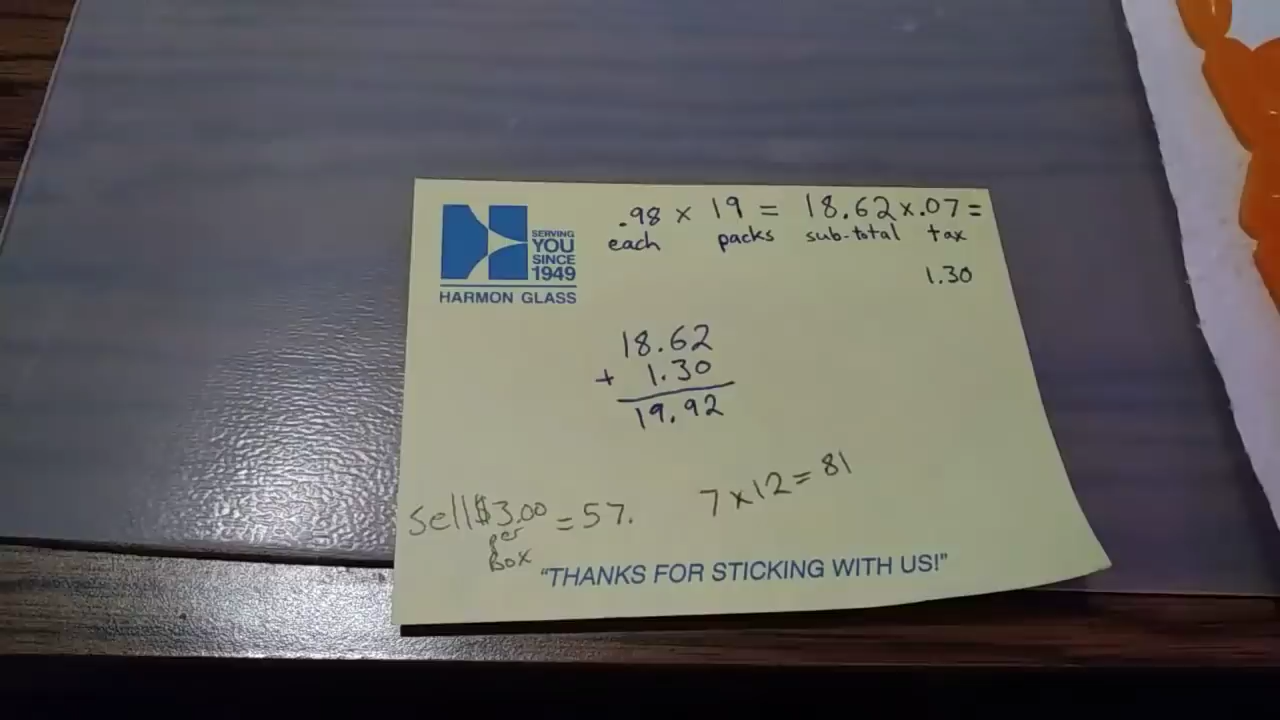 SERVING
YOU
SINCE
1949
HARMON GLASS
.98 × 19 = 18.62 x .07 =
each packs sub-total tax
1.30
18.62
+ 1.30
19.92
Sell $3.00 = 57.
per
Box
7 x 12 = 81
"THANKS FOR STICKING WITH US!"